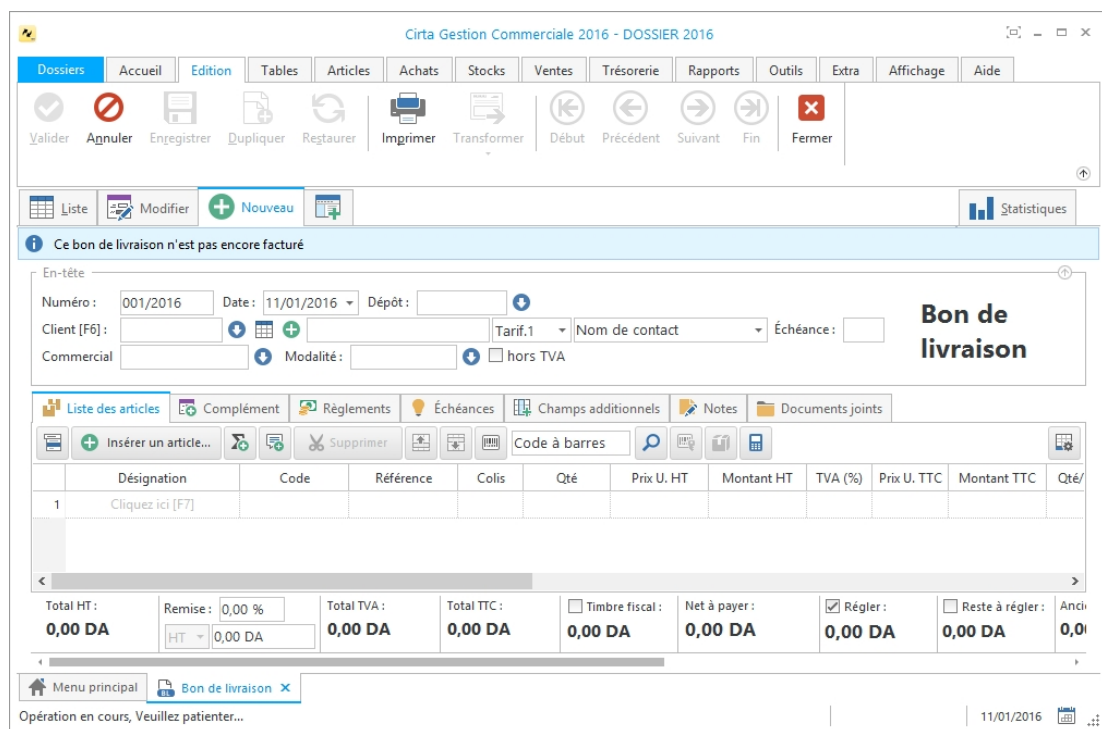 Cirta Gestion Commerciale 2016 - DOSSIER 2016
Dossiers Accueil Edition Tables Articles Achats Stocks Ventes Trésorerie Rapports Outils Extra Affichage Aide
Valider Annuler Enregistrer Dupliquer Restaurer Imprimer Transformer Début Précédent Suivant Fin Fermer
Liste Modifier Nouveau Statistiques
Ce bon de livraison n'est pas encore facturé
En-tête
Numéro : 001/2016 Date : 11/01/2016 Dépôt :
Client [F6] : Tarif.1 Nom de contact Échéance :
Commercial Modalité : hors TVA
Bon de
livraison
Liste des articles Complément Règlements Échéances Champs additionnels Notes Documents joints
Insérer un article... Supprimer Code à barres
Désignation Code Référence Colis Qté Prix U. HT Montant HT TVA (%) Prix U. TTC Montant TTC Qté/
1 Cliquez ici [F7]
Total HT : Remise : 0,00 % Total TVA : Total TTC : Timbre fiscal : Net à payer : Régler : Reste à régler : Anci
0,00 DA HT 0,00 DA 0,00 DA 0,00 DA 0,00 DA 0,00 DA 0,00 DA 0,00 DA 0,0
Menu principal BL Bon de livraison
Opération en cours, Veuillez patienter... 11/01/2016